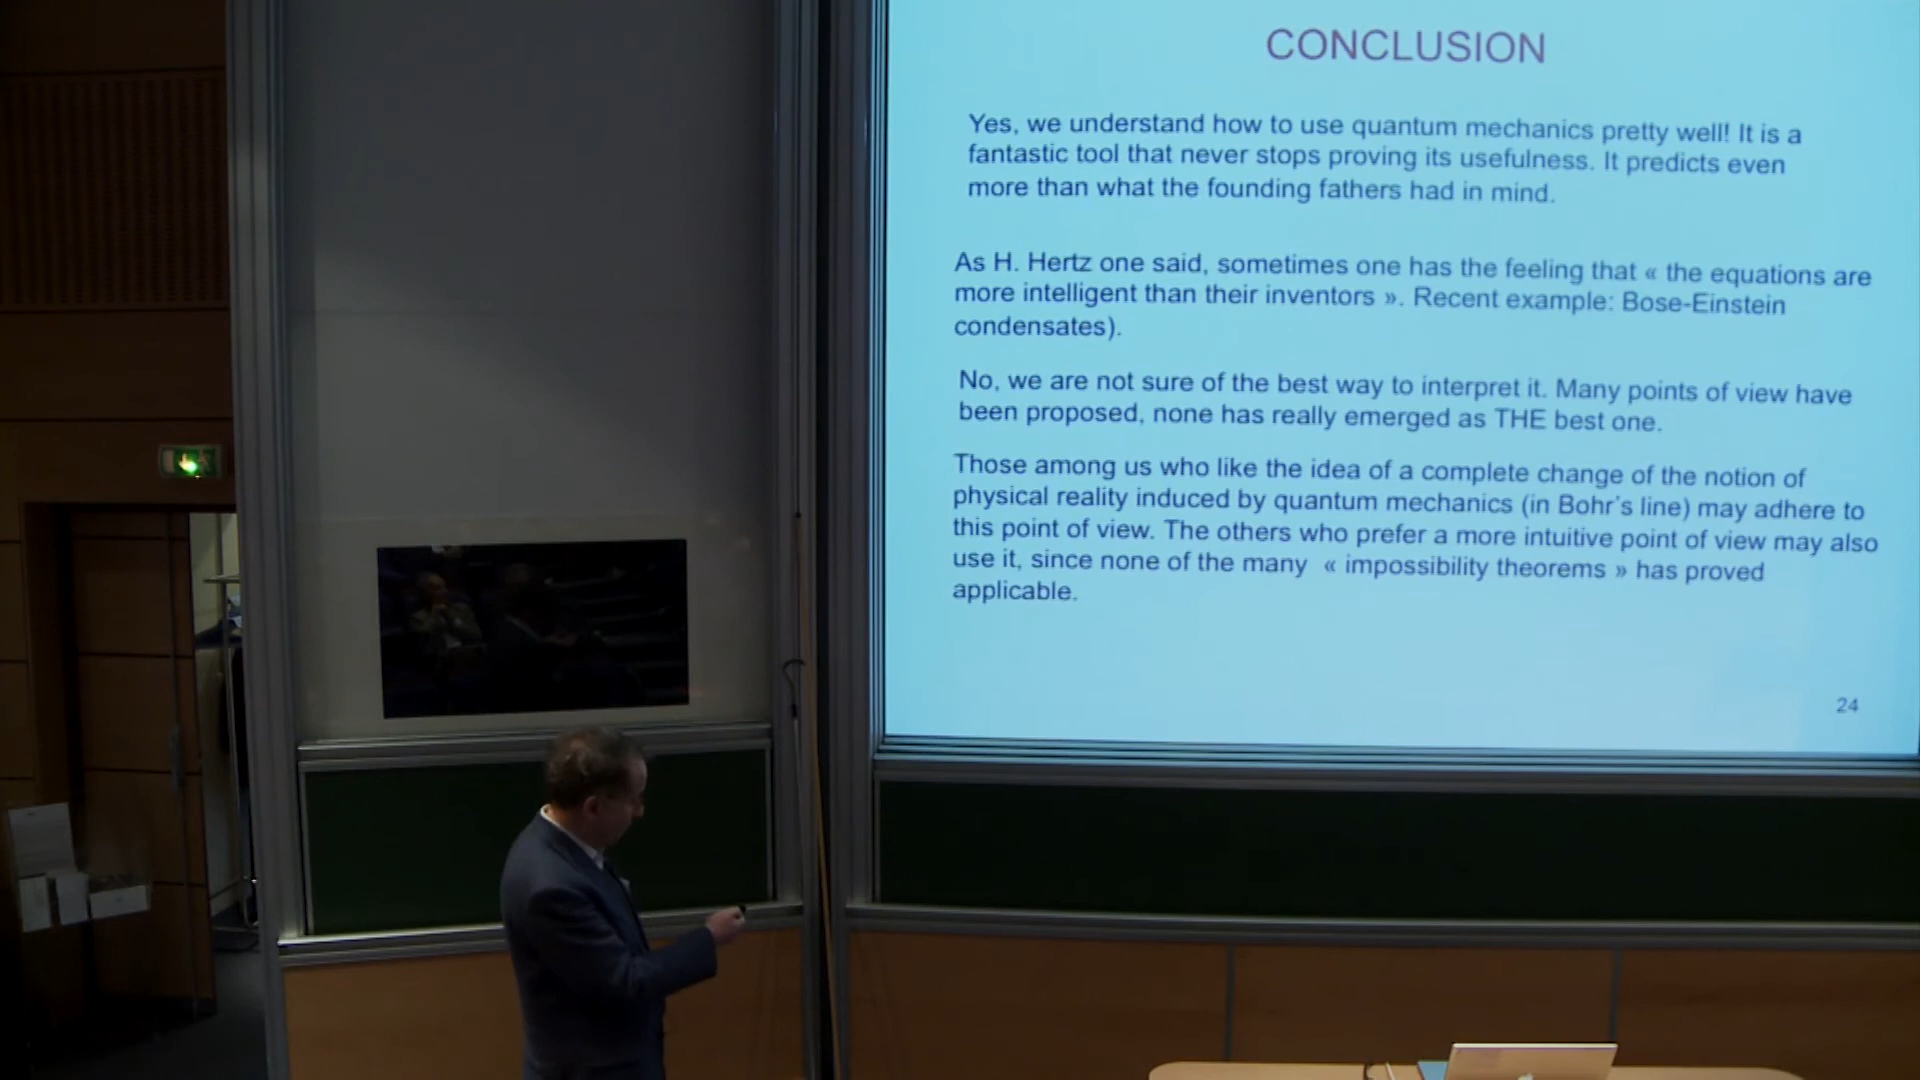 CONCLUSION
Yes, we understand how to use quantum mechanics pretty well! It is a
fantastic tool that never stops proving its usefulness. It predicts even
more than what the founding fathers had in mind.
As H. Hertz one said, sometimes one has the feeling that « the equations are
more intelligent than their inventors ». Recent example: Bose-Einstein
condensates).
No, we are not sure of the best way to interpret it. Many points of view have
been proposed, none has really emerged as THE best one.
Those among us who like the idea of a complete change of the notion of
physical reality induced by quantum mechanics (in Bohr's line) may adhere to
this point of view. The others who prefer a more intuitive point of view may also
use it, since none of the many « impossibility theorems » has proved
applicable.
24